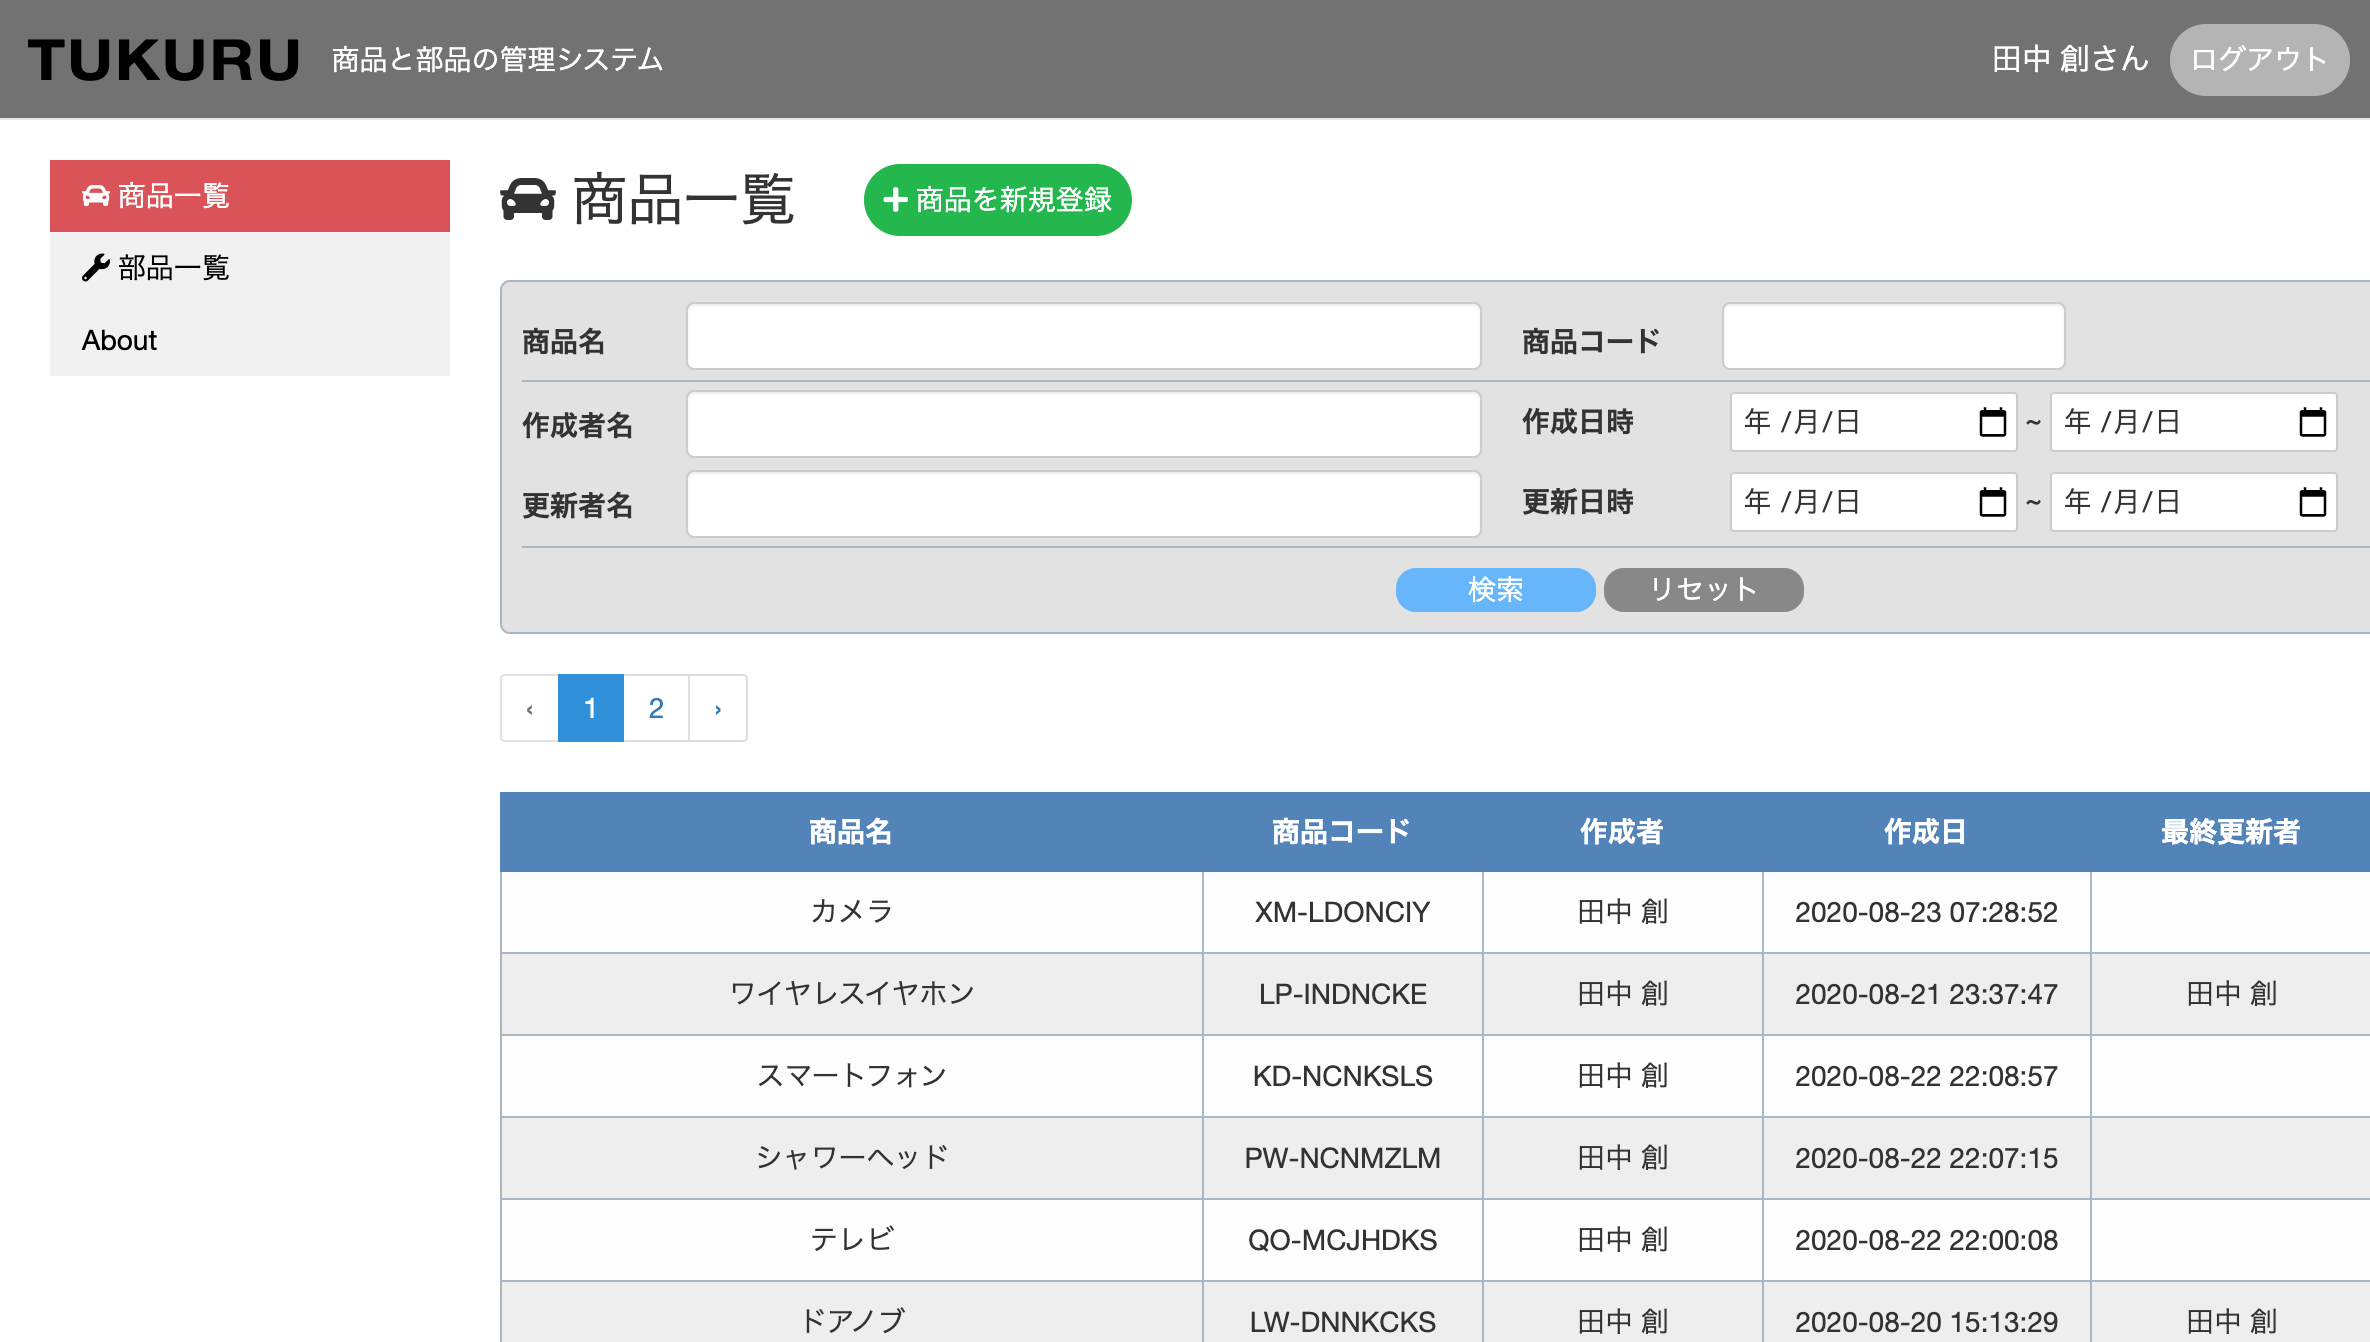 TUKURU 商品と部品の管理システム 田中 創さん ログアウト
商品一覧
部品一覧
About
商品一覧 商品を新規登録
商品名 商品コード
作成者名 作成日時 年 /月/日 ~ 年 /月/日
更新者名 更新日時 年 /月/日 ~ 年 /月/日
検索 リセット
‹ 1 2 ›
商品名 商品コード 作成者 作成日 最終更新者
カメラ XM-LDONCIY 田中 創 2020-08-23 07:28:52
ワイヤレスイヤホン LP-INDNCKE 田中 創 2020-08-21 23:37:47 田中 創
スマートフォン KD-NCNKSLS 田中 創 2020-08-22 22:08:57
シャワーヘッド PW-NCNMZLM 田中 創 2020-08-22 22:07:15
テレビ QO-MCJHDKS 田中 創 2020-08-22 22:00:08
ドアノブ LW-DNNKCKS 田中 創 2020-08-20 15:13:29 田中 創